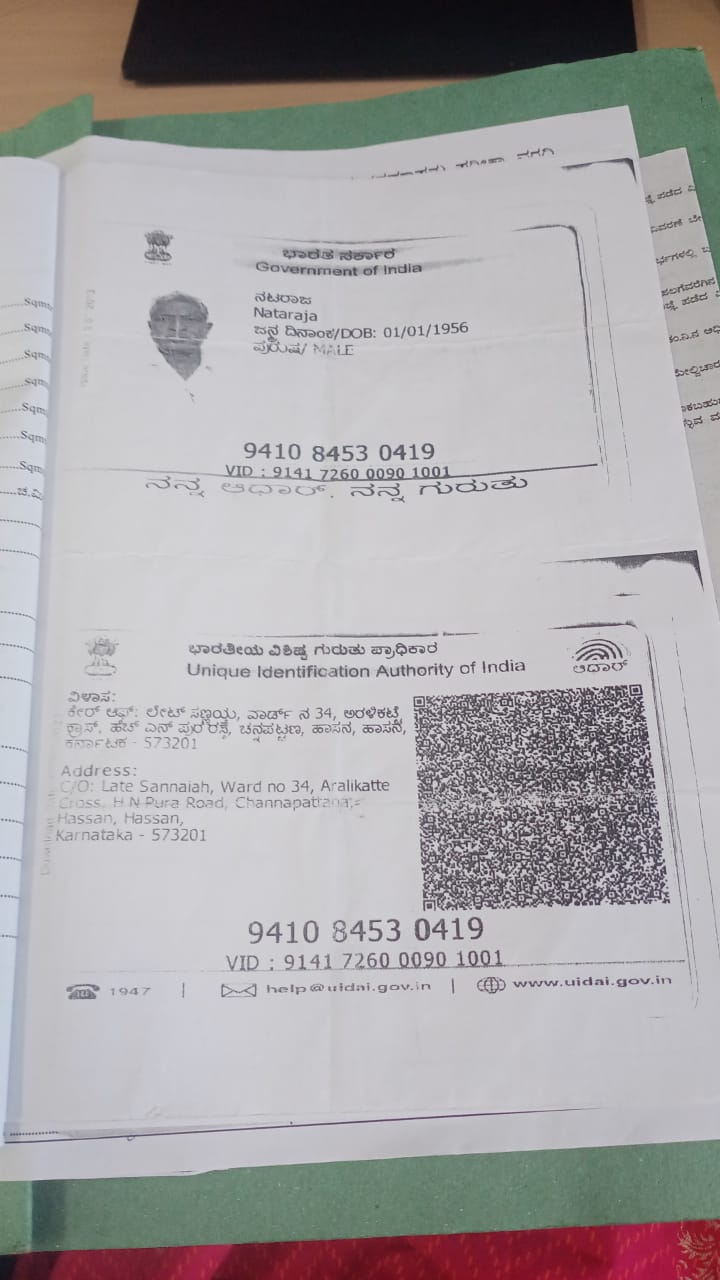 .....Sqm
.....Sqm
.....Sqm
.....Sqm
.....Sqm
.....Sqm
.....Sqm
ಭಾರತ ಸರ್ಕಾರ
Government of India
ನಟರಾಜ
Nataraja
ಜನ್ಮ ದಿನಾಂಕ/DOB: 01/01/1956
ಪುರುಷ/ MALE
9410 8453 0419
VID : 9141 7260 0090 1001
ನನ್ನ ಆಧಾರ್, ನನ್ನ ಗುರುತು
ಭಾರತೀಯ ವಿಶಿಷ್ಟ ಗುರುತು ಪ್ರಾಧಿಕಾರ
Unique Identification Authority of India
ಆಧಾರ್
ವಿಳಾಸ:
ಕೇರ್ ಆಫ್: ಲೇಟ್ ಸಣ್ಣಯ, ವಾರ್ಡ್ ನ 34, ಅರಳಿಕಟ್ಟೆ
ಕ್ರಾಸ್, ಹೆಚ್ ಎನ್ ಪುರ ರಸ್ತೆ, ಚನ್ನಪಟ್ಟಣ, ಹಾಸನ, ಹಾಸನ,
ಕರ್ನಾಟಕ - 573201
Address:
C/O: Late Sannaiah, Ward no 34, Aralikatte
Cross, H N Pura Road, Channapattana,
Hassan, Hassan,
Karnataka - 573201
9410 8453 0419
VID : 9141 7260 0090 1001
1947 | help@uidai.gov.in | www.uidai.gov.in